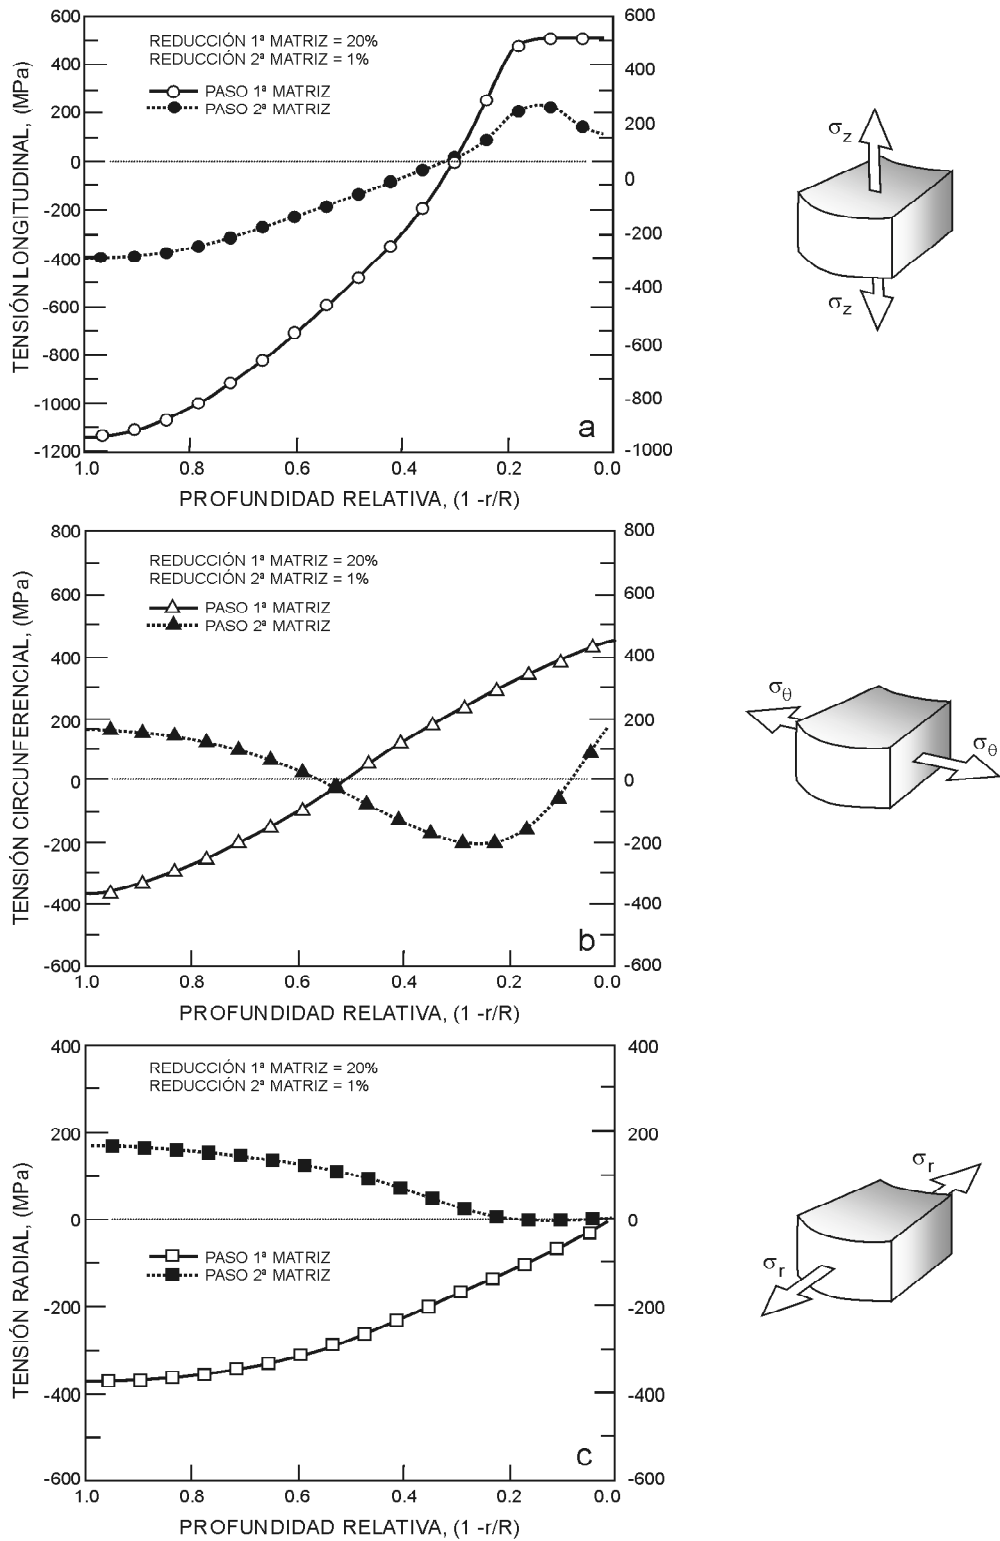 600
400
200
0
-200
-400
-600
-800
-1000
-1200
TENSIÓN LONGITUDINAL, (MPa)
REDUCCIÓN 1ª MATRIZ = 20%
REDUCCIÓN 2ª MATRIZ = 1%
PASO 1ª MATRIZ
PASO 2ª MATRIZ
a
600
400
200
0
-200
-400
-600
-800
-1000
1.0 0.8 0.6 0.4 0.2 0.0
PROFUNDIDAD RELATIVA, (1 -r/R)
σz
σz
800
600
400
200
0
-200
-400
-600
TENSIÓN CIRCUNFERENCIAL, (MPa)
REDUCCIÓN 1ª MATRIZ = 20%
REDUCCIÓN 2ª MATRIZ = 1%
PASO 1ª MATRIZ
PASO 2ª MATRIZ
b
800
600
400
200
0
-200
-400
-600
1.0 0.8 0.6 0.4 0.2 0.0
PROFUNDIDAD RELATIVA, (1 -r/R)
σθ
σθ
400
200
0
-200
-400
-600
TENSIÓN RADIAL, (MPa)
REDUCCIÓN 1ª MATRIZ = 20%
REDUCCIÓN 2ª MATRIZ = 1%
PASO 1ª MATRIZ
PASO 2ª MATRIZ
c
400
200
0
-200
-400
-600
1.0 0.8 0.6 0.4 0.2 0.0
PROFUNDIDAD RELATIVA, (1 -r/R)
σr
σr